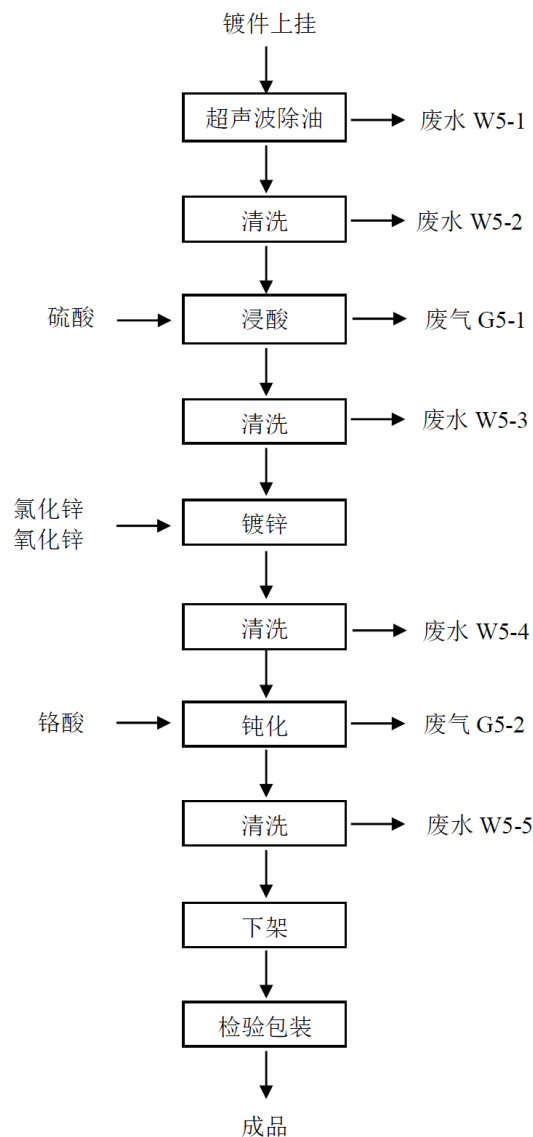 镀件上挂
超声波除油
废水 W5-1
清洗
废水 W5-2
硫酸
浸酸
废气 G5-1
清洗
废水 W5-3
氯化锌
氧化锌
镀锌
清洗
废水 W5-4
铬酸
钝化
废气 G5-2
清洗
废水 W5-5
下架
检验包装
成品